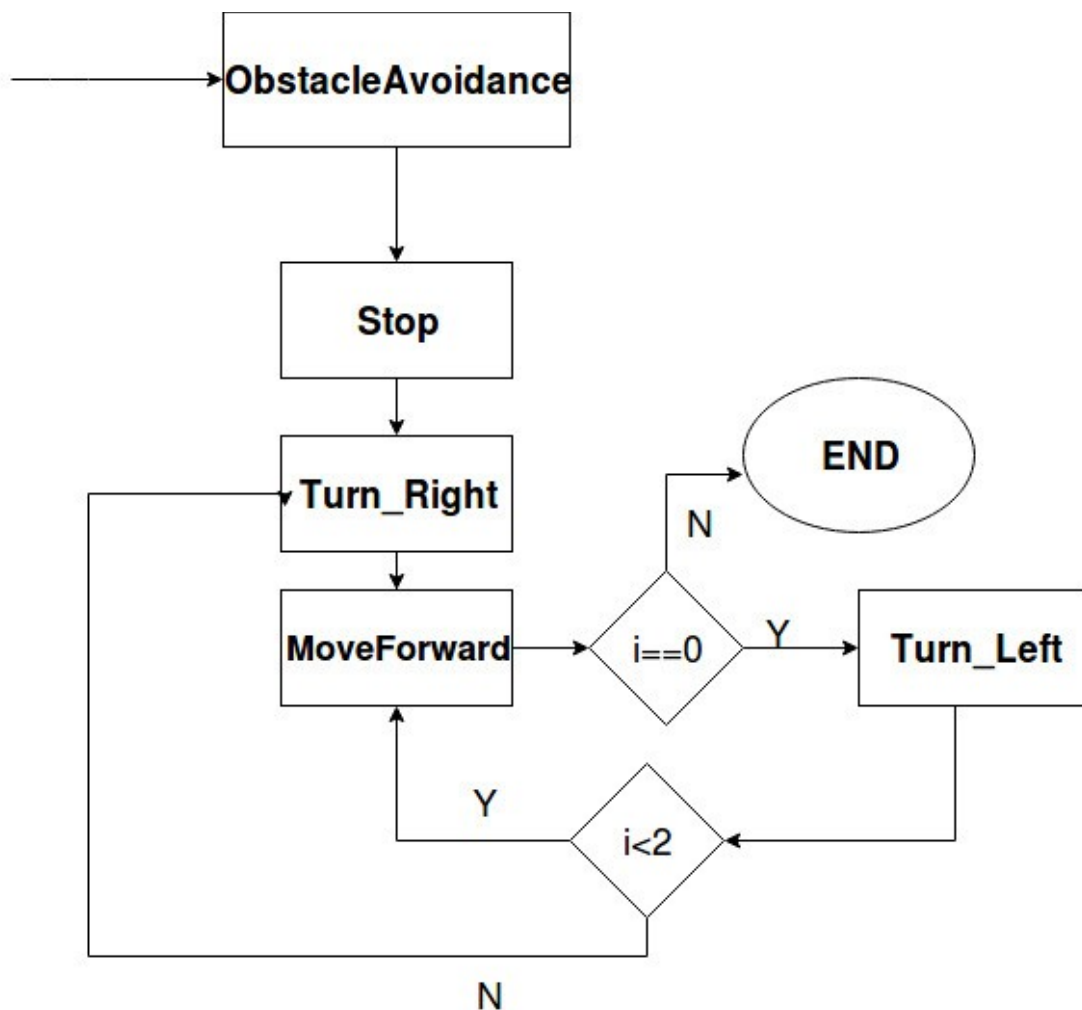 ObstacleAvoidance
Stop
END
Turn_Right
N
MoveForward
i==0
Y
Turn_Left
Y
i<2
N